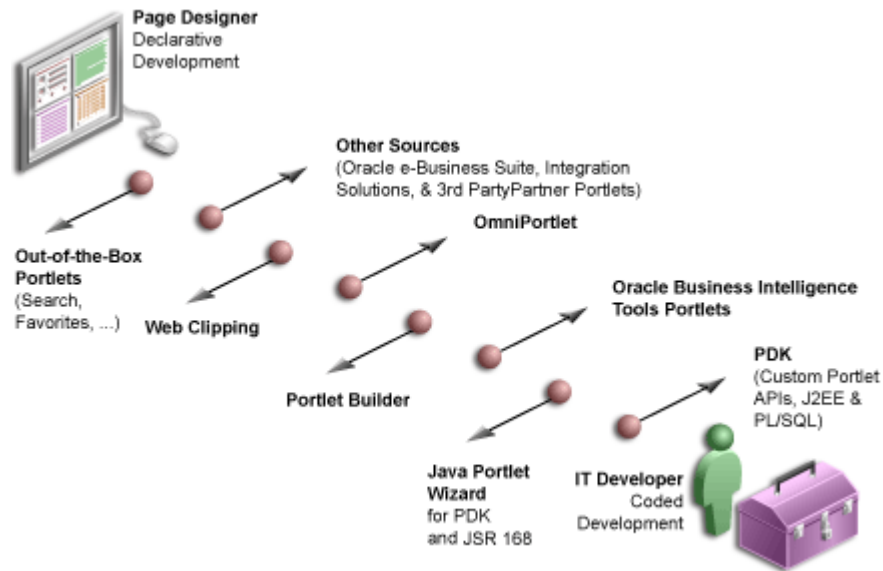 Page Designer
Declarative
Development
Other Sources
(Oracle e-Business Suite, Integration
Solutions, & 3rd PartyPartner Portlets)
OmniPortlet
Out-of-the-Box
Portlets
(Search,
Favorites, ...)
Web Clipping
Oracle Business Intelligence
Tools Portlets
Portlet Builder
PDK
(Custom Portlet
APIs, J2EE &
PL/SQL)
Java Portlet
Wizard
for PDK
and JSR 168
IT Developer
Coded
Development